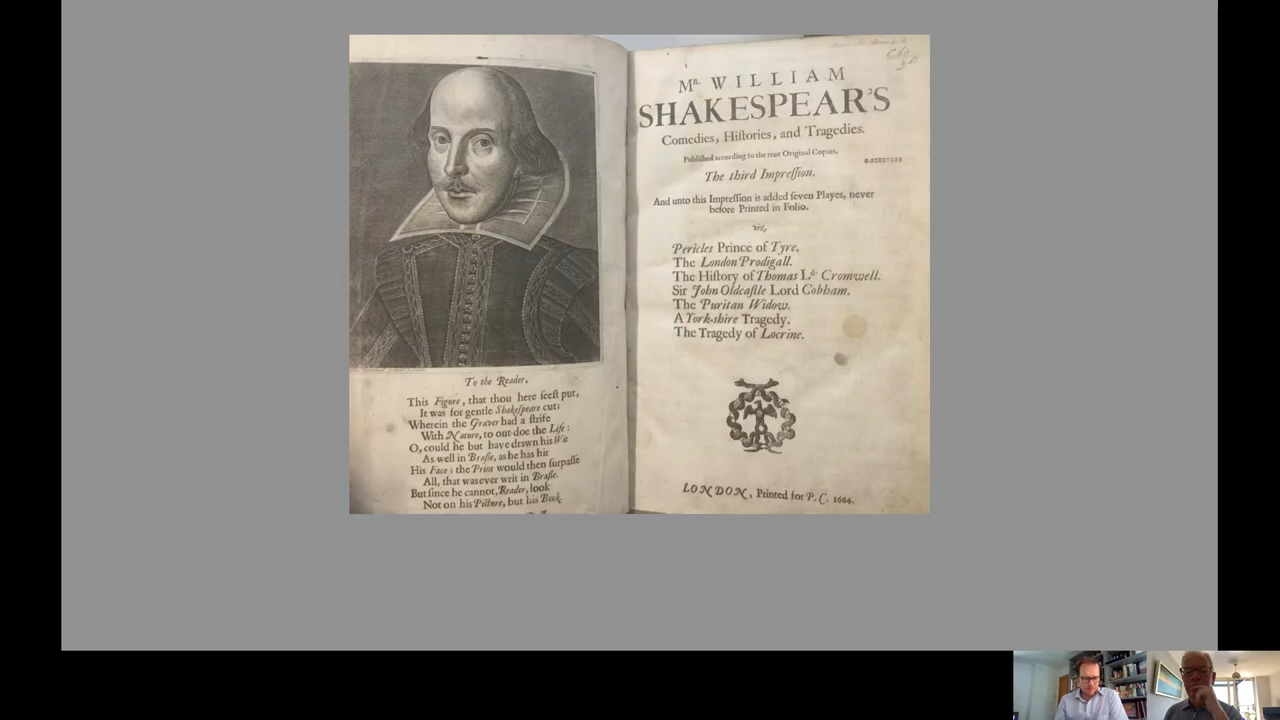 To the Reader.
This Figure, that thou here seeſt put,
It was for gentle Shakeſpeare cut;
Wherein the Graver had a ſtrife
With Nature, to out-doe the Life:
O, could he but have drawn his Wit
As well in Braſſe, as he has hit
His Face; the Print would then ſurpaſſe
All, that was ever writ in Braſſe.
But ſince he cannot, Reader, look
Not on his Picture, but his Book
Mr. WILLIAM
SHAKESPEAR'S
Comedies, Hiſtories, and Tragedies.
Publiſhed according to the true Original Copies.
G. STEEVENS
The third Impreſſion.
And unto this Impreſſion is added ſeven Playes, never
before Printed in Folio.
viz.
Pericles Prince of Tyre.
The London Prodigall.
The Hiſtory of Thomas Ld. Cromwell.
Sir John Oldcaſtle Lord Cobham.
The Puritan Widow.
A York-shire Tragedy.
The Tragedy of Locrine.
LONDON, Printed for P. C. 1664.